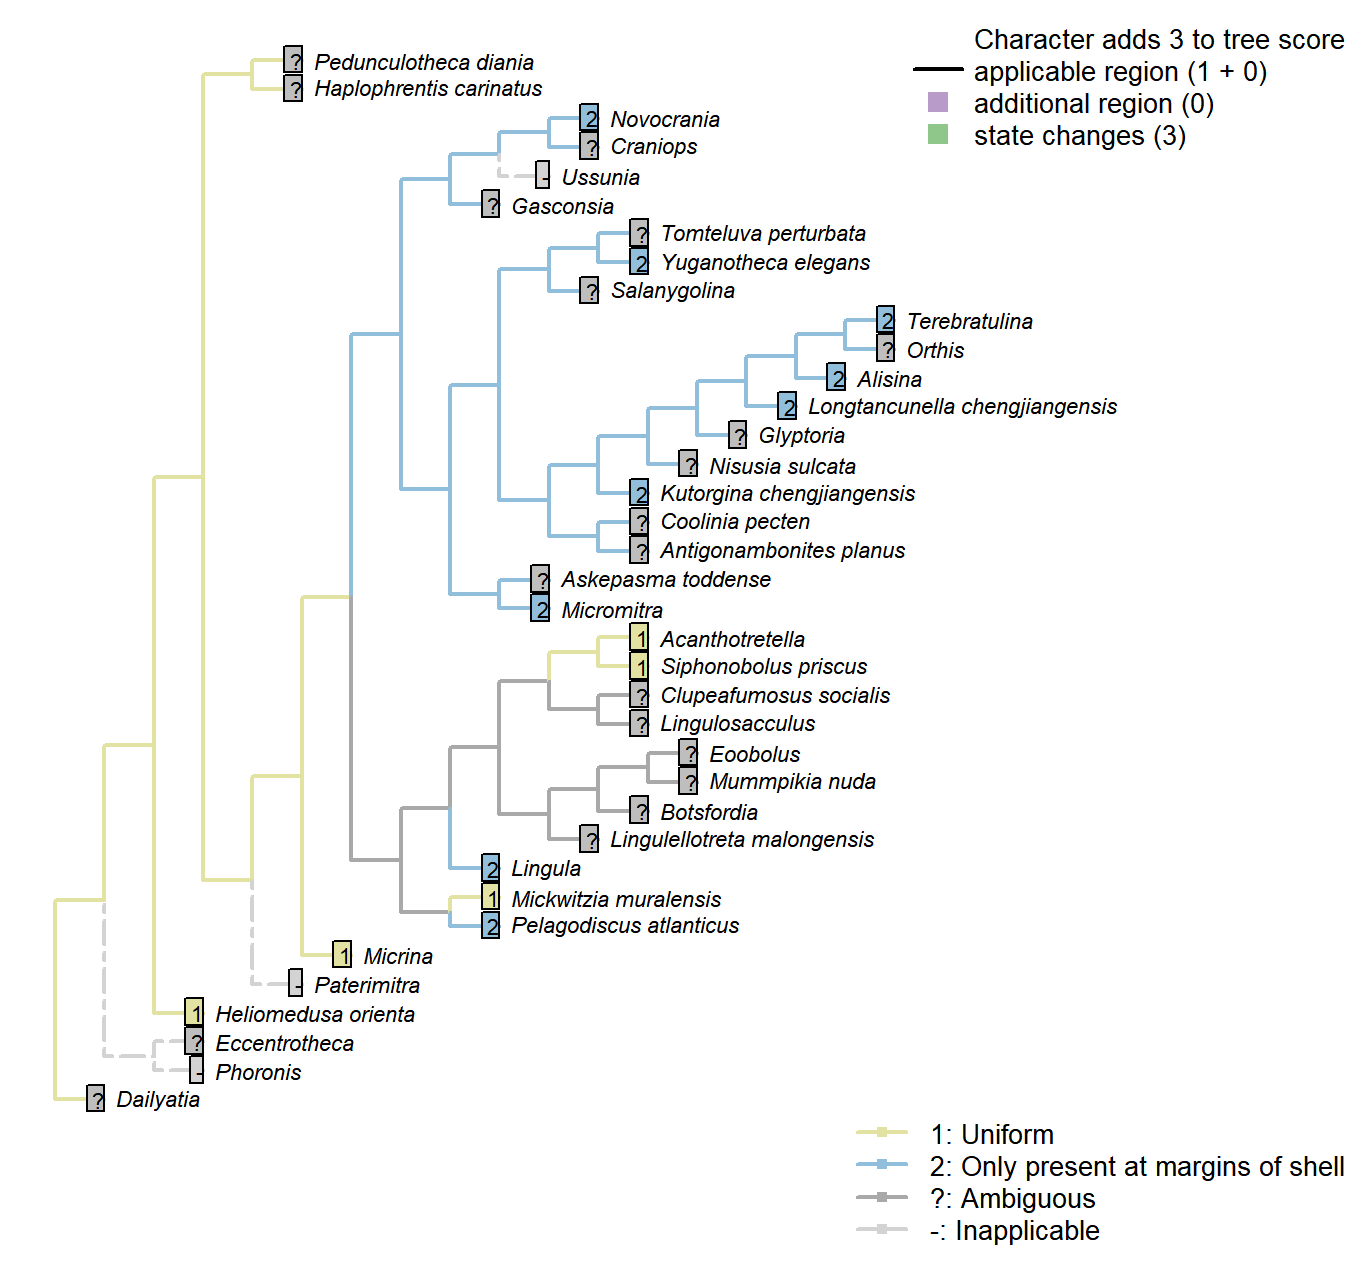 Character adds 3 to tree score
applicable region (1 + 0)
additional region (0)
state changes (3)
? Pedunculotheca diania
? Haplophrentis carinatus
2 Novocrania
? Craniops
- Ussunia
? Gasconsia
? Tomteluva perturbata
2 Yuganotheca elegans
? Salanygolina
2 Terebratulina
? Orthis
2 Alisina
2 Longtancunella chengjiangensis
? Glyptoria
? Nisusia sulcata
2 Kutorgina chengjiangensis
? Coolinia pecten
? Antigonambonites planus
? Askepasma toddense
2 Micromitra
1 Acanthotretella
1 Siphonobolus priscus
? Clupeafumosus socialis
? Lingulosacculus
? Eoobolus
? Mummpikia nuda
? Botsfordia
? Lingulellotreta malongensis
2 Lingula
1 Mickwitzia muralensis
2 Pelagodiscus atlanticus
1 Micrina
- Paterimitra
1 Heliomedusa orienta
? Eccentrotheca
- Phoronis
? Dailyatia
1: Uniform
2: Only present at margins of shell
?: Ambiguous
-: Inapplicable